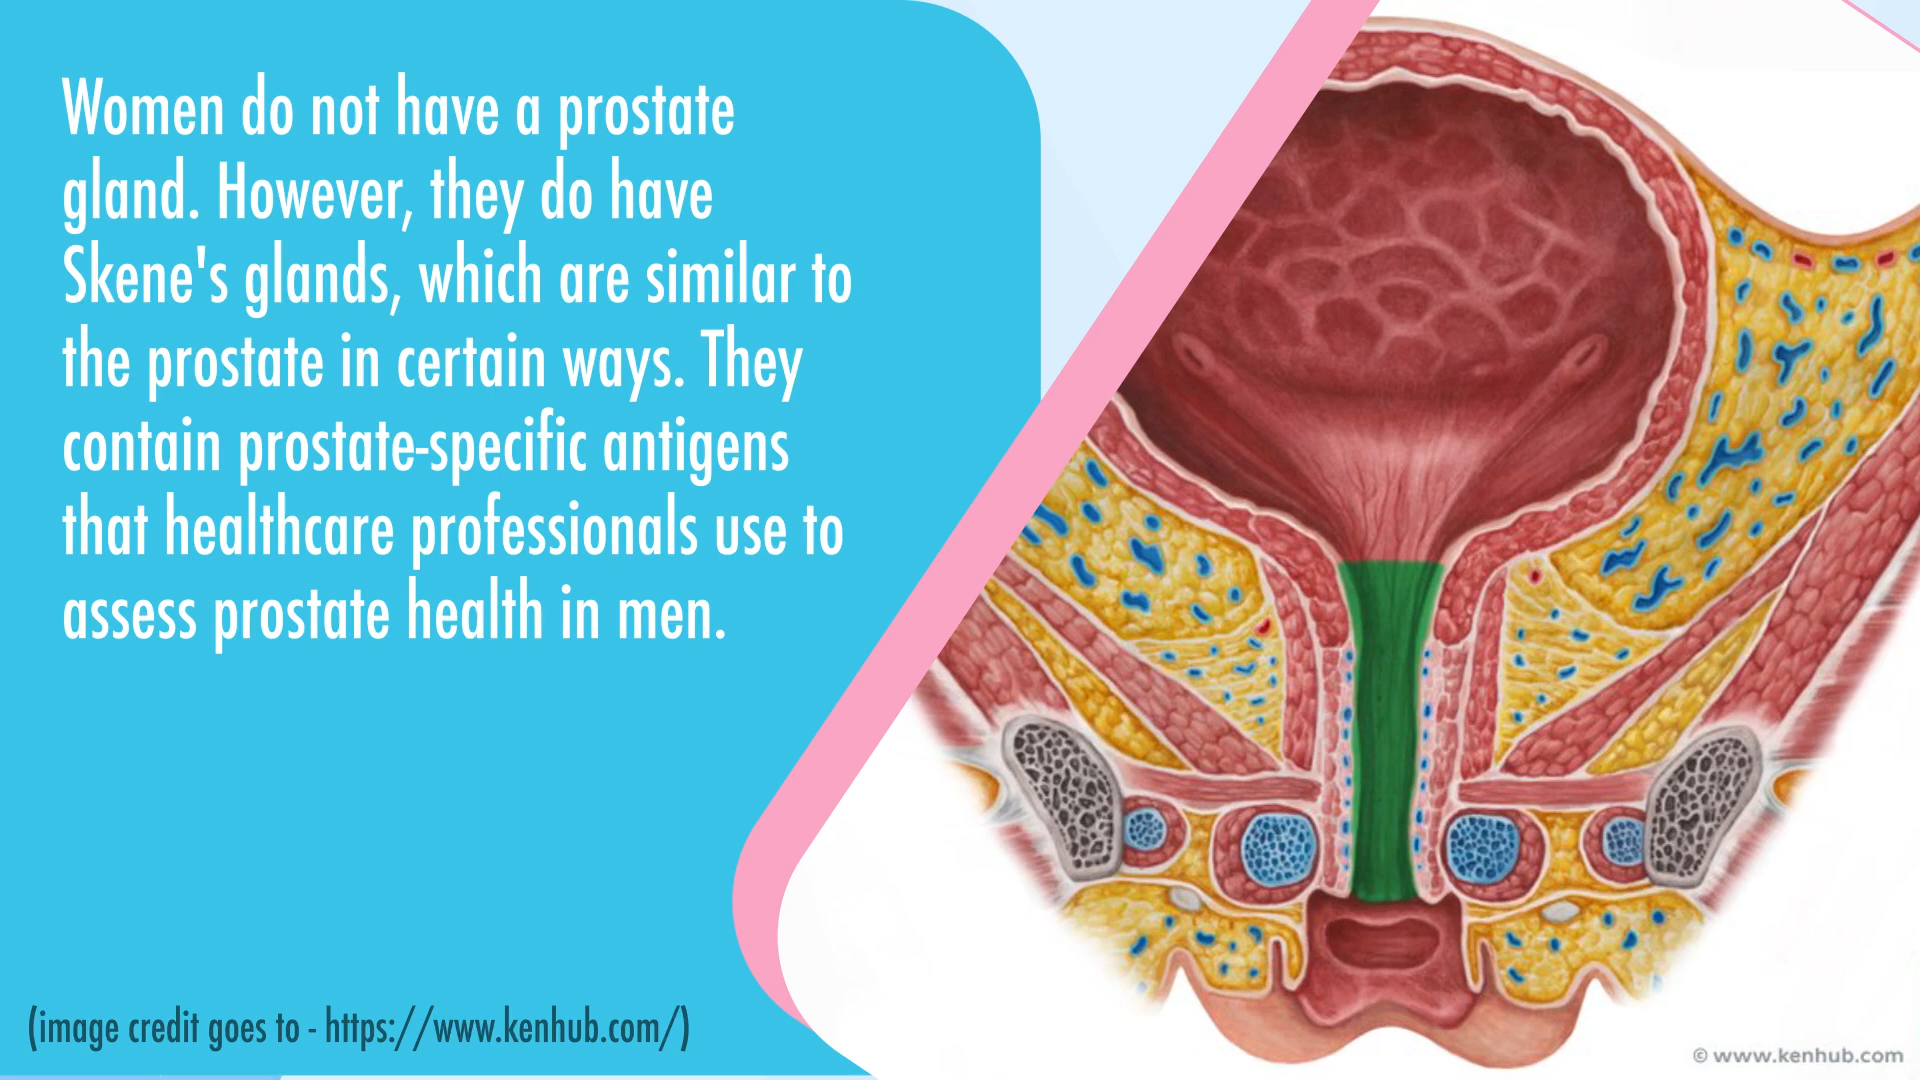 Women do not have a prostate
gland. However, they do have
Skene's glands, which are similar to
the prostate in certain ways. They
contain prostate-specific antigens
that healthcare professionals use to
assess prostate health in men.
(image credit goes to - https://www.kenhub.com/)
© www.kenhub.com